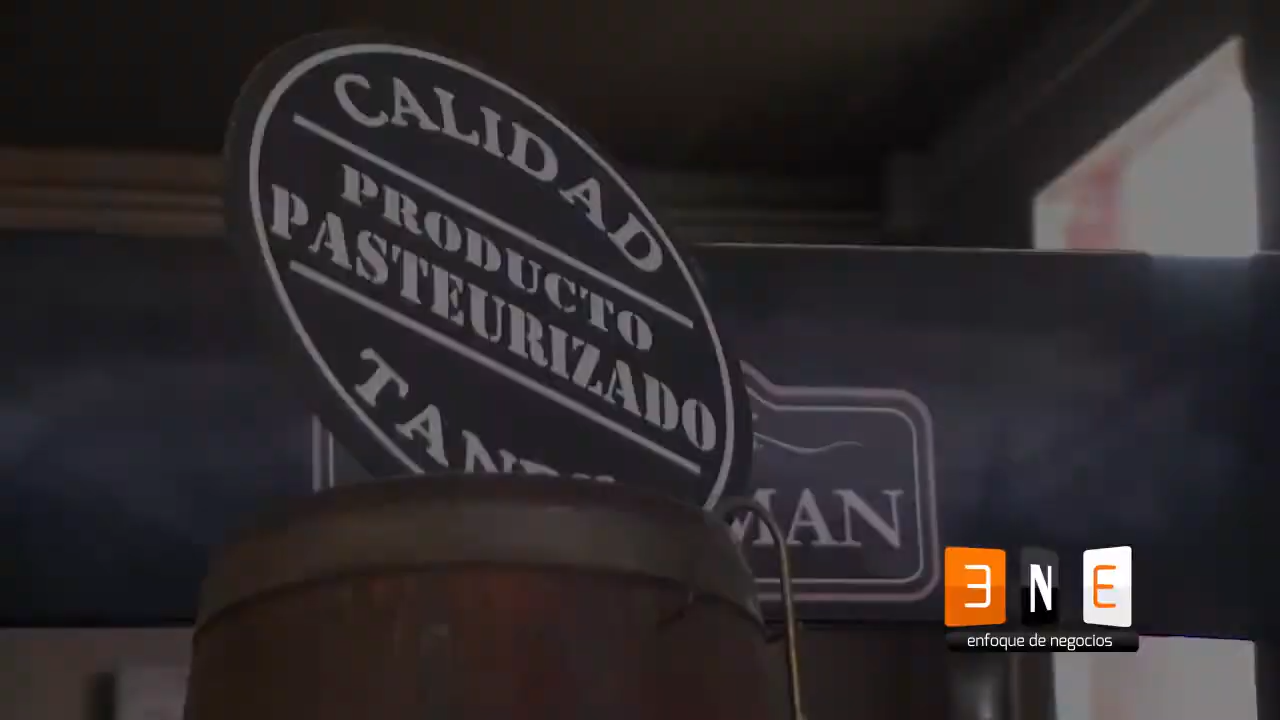 CALIDAD
PRODUCTO
PASTEURIZADO
MAN
ENE
enfoque de negocios